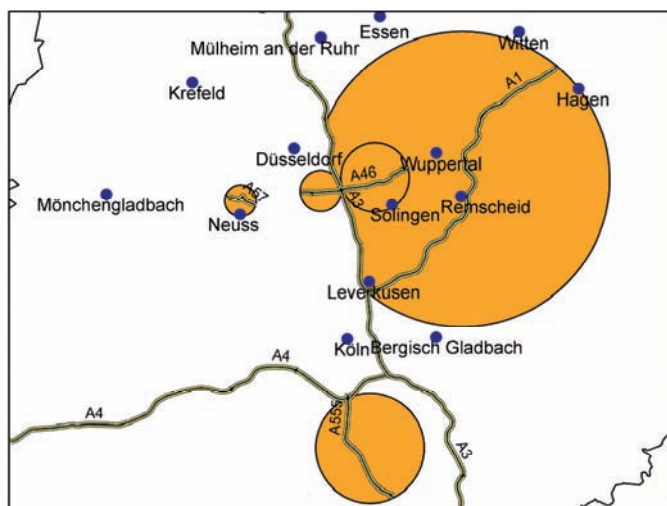 Essen
Mülheim an der Ruhr
Witten
Krefeld
A1
Hagen
Düsseldorf
Wuppertal
A46
A57
A3
Mönchengladbach
Neuss
Solingen
Remscheid
Leverkusen
Köln
Bergisch Gladbach
A4
A4
A555
A3